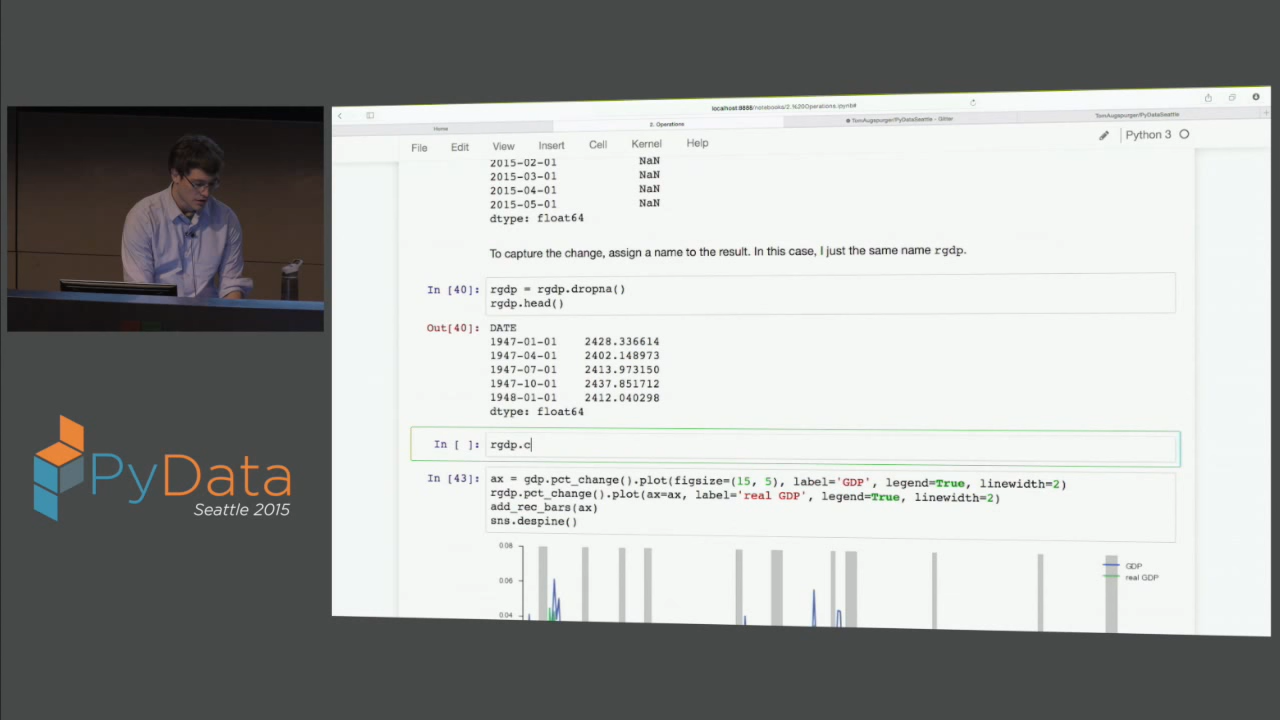 localhost:8888/notebooks/2.%20Operations.ipynb#
Home
2. Operations
TomAugspurger/PyDataSeattle - Gitter
TomAugspurger/PyDataSeattle
File Edit View Insert Cell Kernel Help
Python 3
2015-02-01 NaN
2015-03-01 NaN
2015-04-01 NaN
2015-05-01 NaN
dtype: float64
To capture the change, assign a name to the result. In this case, I just the same name rgdp.
In [40]: rgdp = rgdp.dropna()
rgdp.head()
Out[40]: DATE
1947-01-01 2428.336614
1947-04-01 2402.148973
1947-07-01 2413.973150
1947-10-01 2437.851712
1948-01-01 2412.040298
dtype: float64
In [ ]: rgdp.c
In [43]: ax = gdp.pct_change().plot(figsize=(15, 5), label='GDP', legend=True, linewidth=2)
rgdp.pct_change().plot(ax=ax, label='real GDP', legend=True, linewidth=2)
add_rec_bars(ax)
sns.despine()
0.08
0.06
0.04
GDP
real GDP
PyData
Seattle 2015